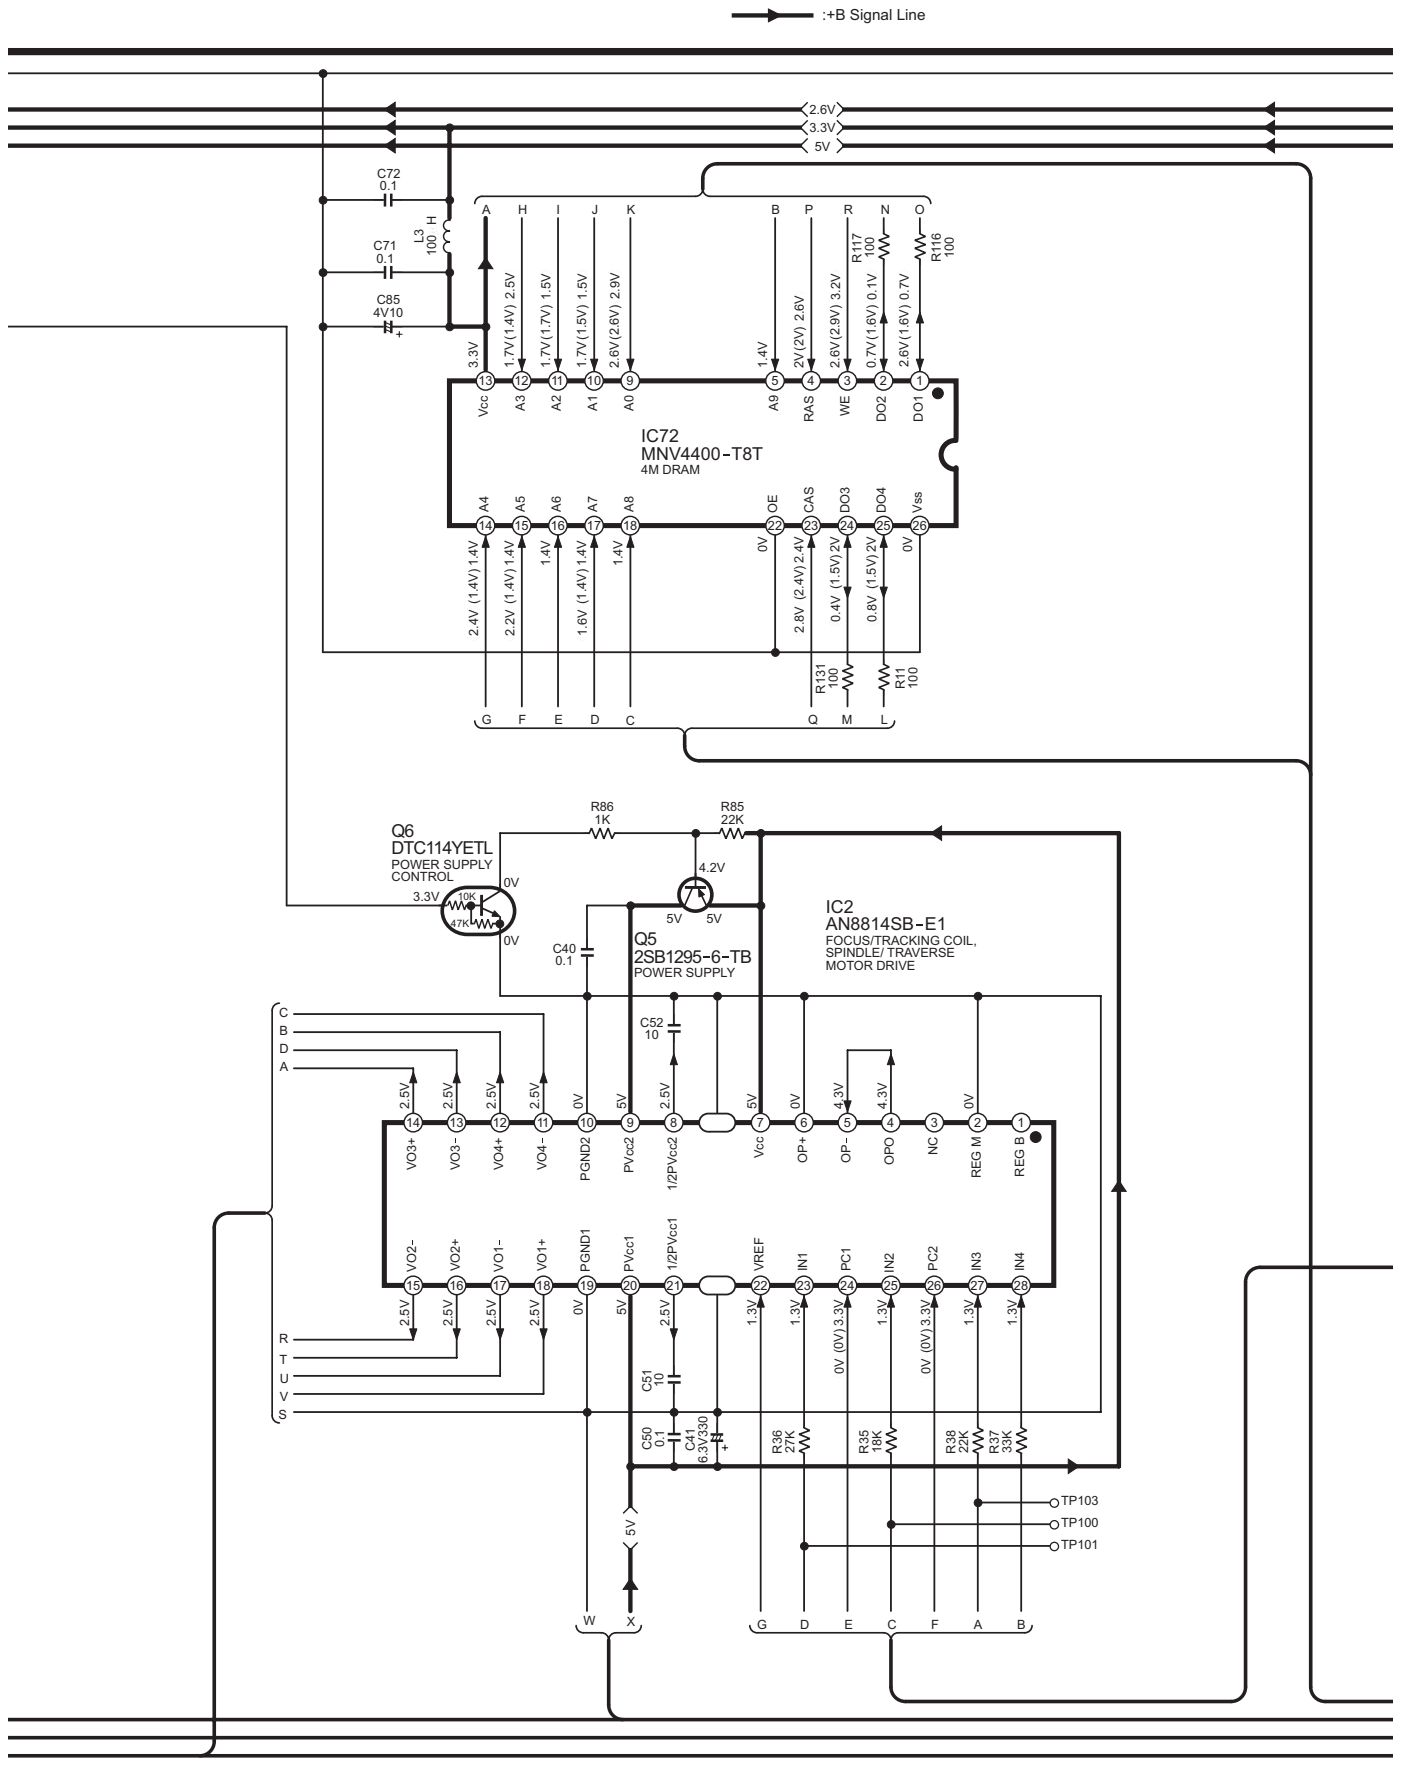 :+B Signal Line
2.6V
3.3V
5V
C72
0.1
L3
100 H
C71
0.1
C85
4V10
+
A H I J K B P R N O
R117
100
R116
100
3.3V
1.7V(1.4V) 2.5V
1.7V(1.7V) 1.5V
1.7V(1.5V) 1.5V
2.6V(2.6V) 2.9V
1.4V
2V(2V) 2.6V
2.6V(2.9V) 3.2V
0.7V(1.6V) 0.1V
2.6V(1.6V) 0.7V
13 12 11 10 9 5 4 3 2 1
Vcc A3 A2 A1 A0 A9 RAS WE DO2 DO1
IC72
MNV4400-T8T
4M DRAM
A4 A5 A6 A7 A8 OE CAS DO3 DO4 Vss
14 15 16 17 18 22 23 24 25 26
2.4V (1.4V) 1.4V
2.2V (1.4V) 1.4V
1.4V
1.6V (1.4V) 1.4V
1.4V
0V
2.8V (2.4V) 2.4V
0.4V (1.5V) 2V
0.8V (1.5V) 2V
0V
R131
100
R11
100
G F E D C Q M L
R86
1K
R85
22K
Q6
DTC114YETL
POWER SUPPLY
CONTROL
3.3V
10K
47K
0V
0V
4.2V
5V 5V
Q5
2SB1295-6-TB
POWER SUPPLY
C40
0.1
IC2
AN8814SB-E1
FOCUS/TRACKING COIL,
SPINDLE/ TRAVERSE
MOTOR DRIVE
C52
10
C
B
D
A
2.5V 2.5V 2.5V 2.5V 0V 5V 2.5V 5V 0V 4.3V 4.3V 0V
14 13 12 11 10 9 8 7 6 5 4 3 2 1
VO3+ VO3- VO4+ VO4- PGND2 PVcc2 1/2PVcc2 Vcc OP+ OP- OPO NC REG M REG B
VO2- VO2+ VO1- VO1+ PGND1 PVcc1 1/2PVcc1 VREF IN1 PC1 IN2 PC2 IN3 IN4
15 16 17 18 19 20 21 22 23 24 25 26 27 28
2.5V 2.5V 2.5V 2.5V 0V 5V 2.5V 1.3V 1.3V 0V (0V) 3.3V 1.3V 0V (0V) 3.3V 1.3V 1.3V
R
T
U
V
S
C51
10
C50
0.1
C41
6.3V330
+
R36
27K
R35
18K
R38
22K
R37
33K
5V
TP103
TP100
TP101
W X G D E C F A B